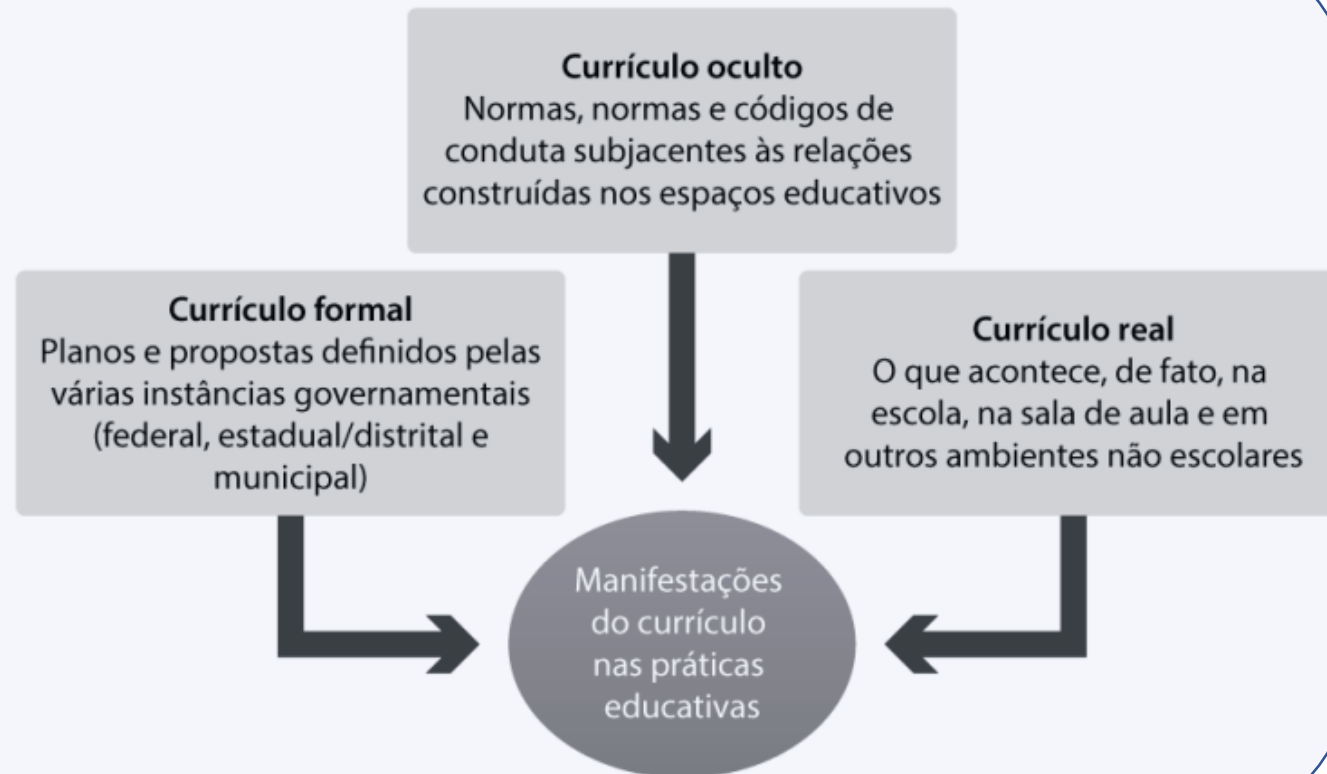 Currículo oculto
Normas, normas e códigos de
conduta subjacentes às relações
construídas nos espaços educativos
Currículo formal
Planos e propostas definidos pelas
várias instâncias governamentais
(federal, estadual/distrital e
municipal)
Currículo real
O que acontece, de fato, na
escola, na sala de aula e em
outros ambientes não escolares
Manifestações
do currículo
nas práticas
educativas